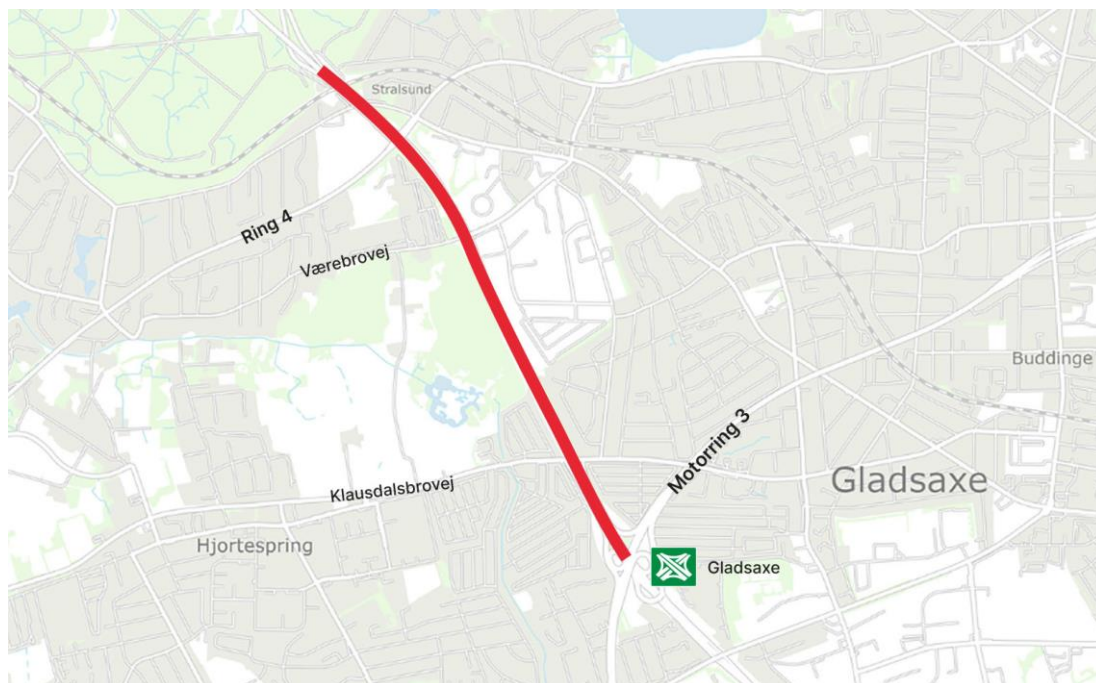 Stralsund
Ring 4
Værebrovej
Buddinge
Motorring 3
Gladsaxe
Klausdalsbrovej
Hjortespring
Gladsaxe